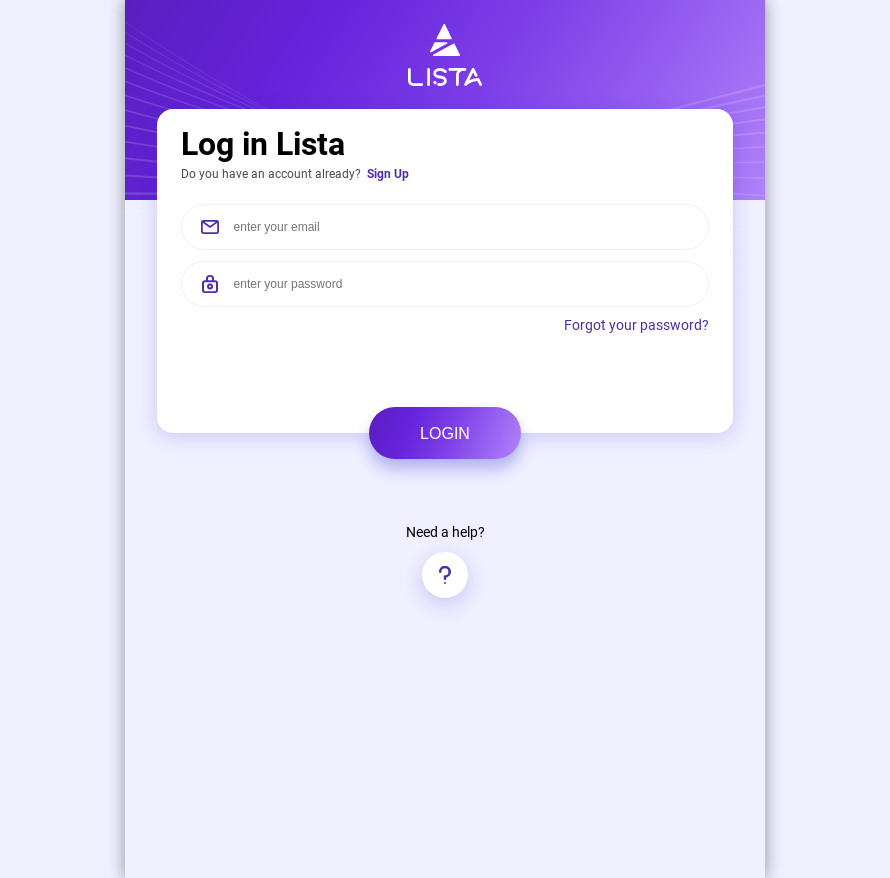 LISTA
Log in Lista
Do you have an account already? Sign Up
enter your email
enter your password
Forgot your password?
LOGIN
Need a help?
?